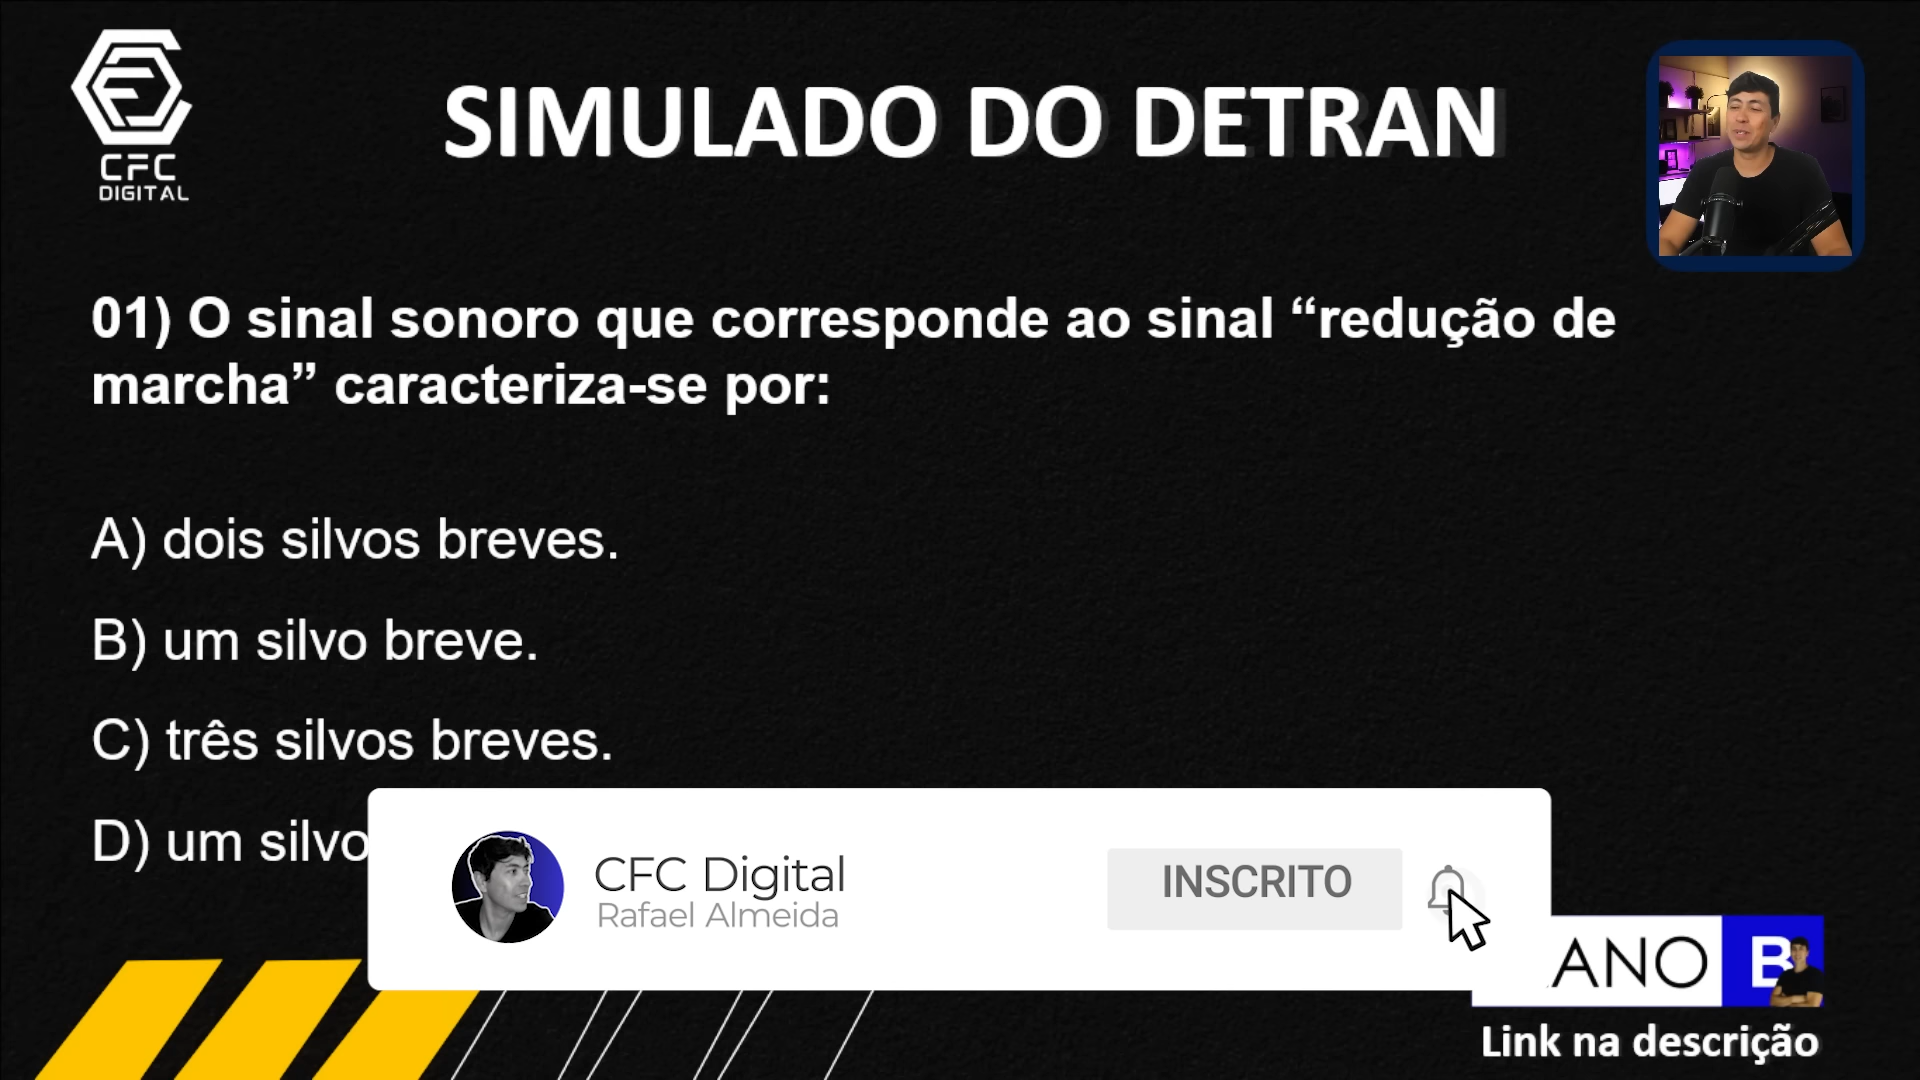 CFC
DIGITAL
SIMULADO DO DETRAN
01) O sinal sonoro que corresponde ao sinal “redução de
marcha” caracteriza-se por:
A) dois silvos breves.
B) um silvo breve.
C) três silvos breves.
D) um silvo
CFC Digital
Rafael Almeida
INSCRITO
ANO B
Link na descrição